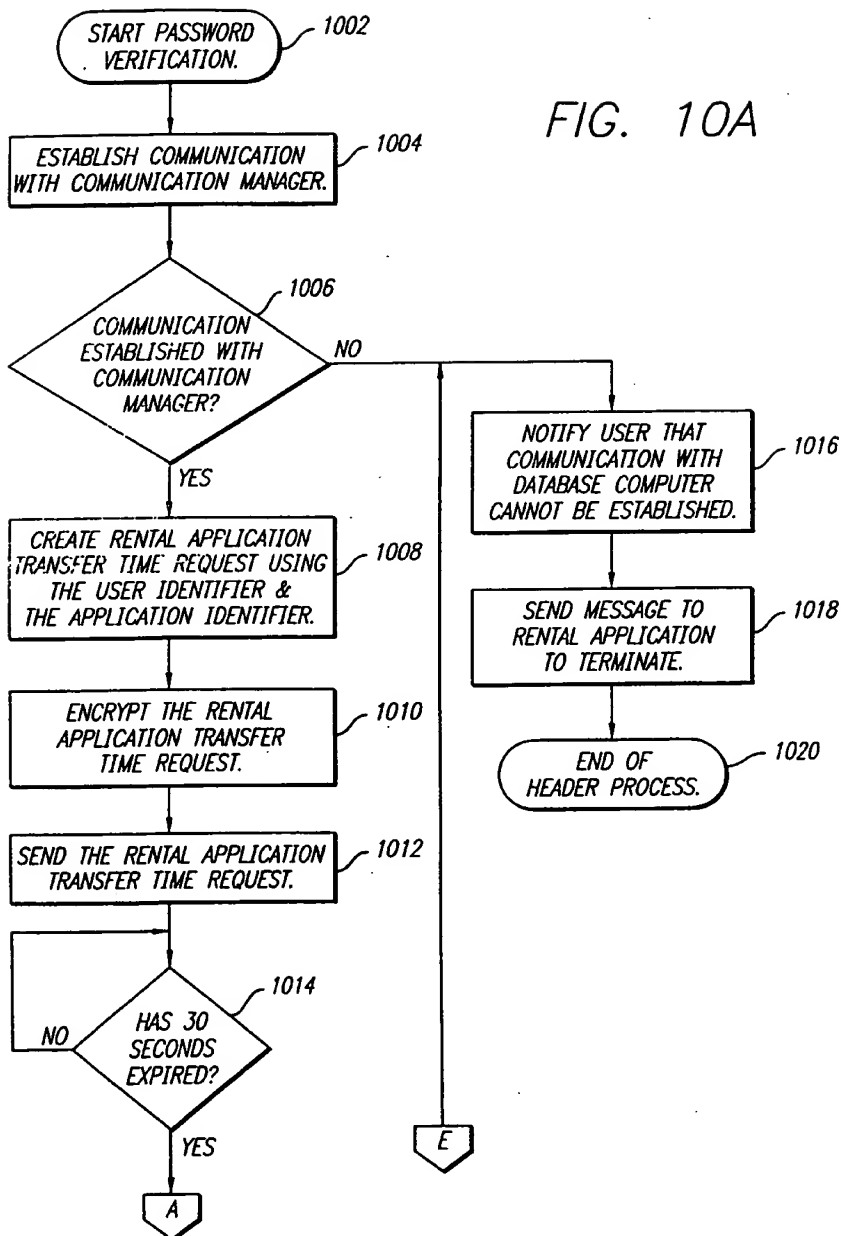 START PASSWORD
VERIFICATION.
1002
FIG. 10A
ESTABLISH COMMUNICATION
WITH COMMUNICATION MANAGER.
1004
COMMUNICATION
ESTABLISHED WITH
COMMUNICATION
MANAGER?
1006
NO
YES
NOTIFY USER THAT
COMMUNICATION WITH
DATABASE COMPUTER
CANNOT BE ESTABLISHED.
1016
CREATE RENTAL APPLICATION
TRANSFER TIME REQUEST USING
THE USER IDENTIFIER &
THE APPLICATION IDENTIFIER.
1008
SEND MESSAGE TO
RENTAL APPLICATION
TO TERMINATE.
1018
ENCRYPT THE RENTAL
APPLICATION TRANSFER
TIME REQUEST.
1010
END OF
HEADER PROCESS.
1020
SEND THE RENTAL APPLICATION
TRANSFER TIME REQUEST.
1012
HAS 30
SECONDS
EXPIRED?
1014
NO
YES
E
A